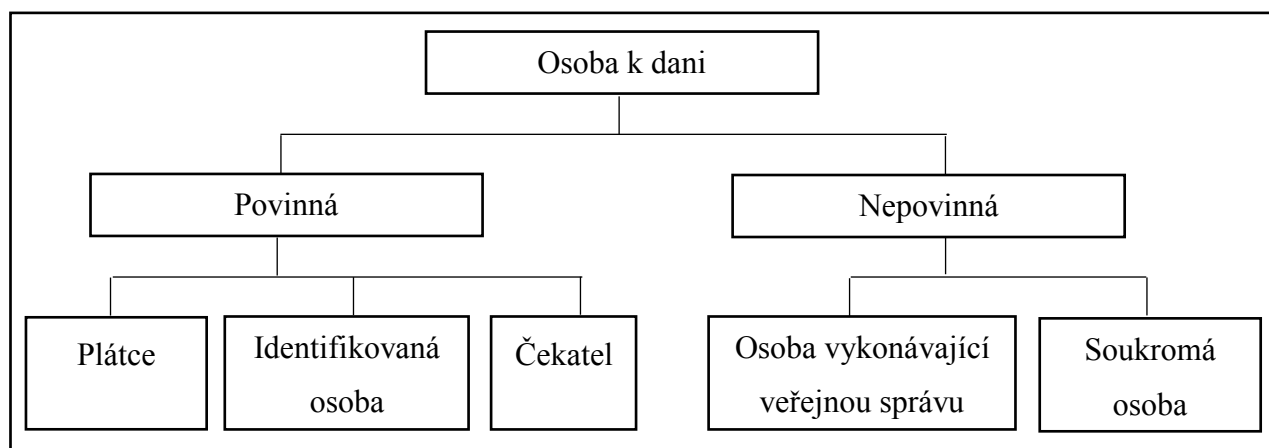 Osoba k dani
Povinná
Nepovinná
Plátce
Identifikovaná
osoba
Čekatel
Osoba vykonávající
veřejnou správu
Soukromá
osoba